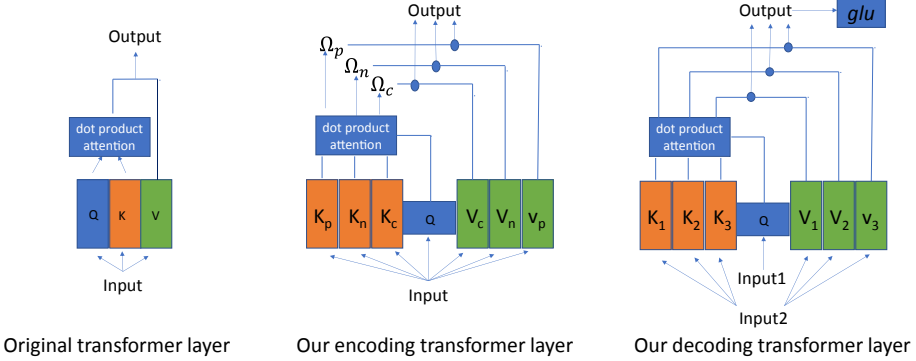 Output
dot product
attention
Q K V
Input
Original transformer layer
Output
Ωp
Ωn
Ωc
dot product
attention
Kp Kn Kc Q Vc Vn vp
Input
Our encoding transformer layer
Output
glu
dot product
attention
K1 K2 K3 Q V1 V2 v3
Input1
Input2
Our decoding transformer layer